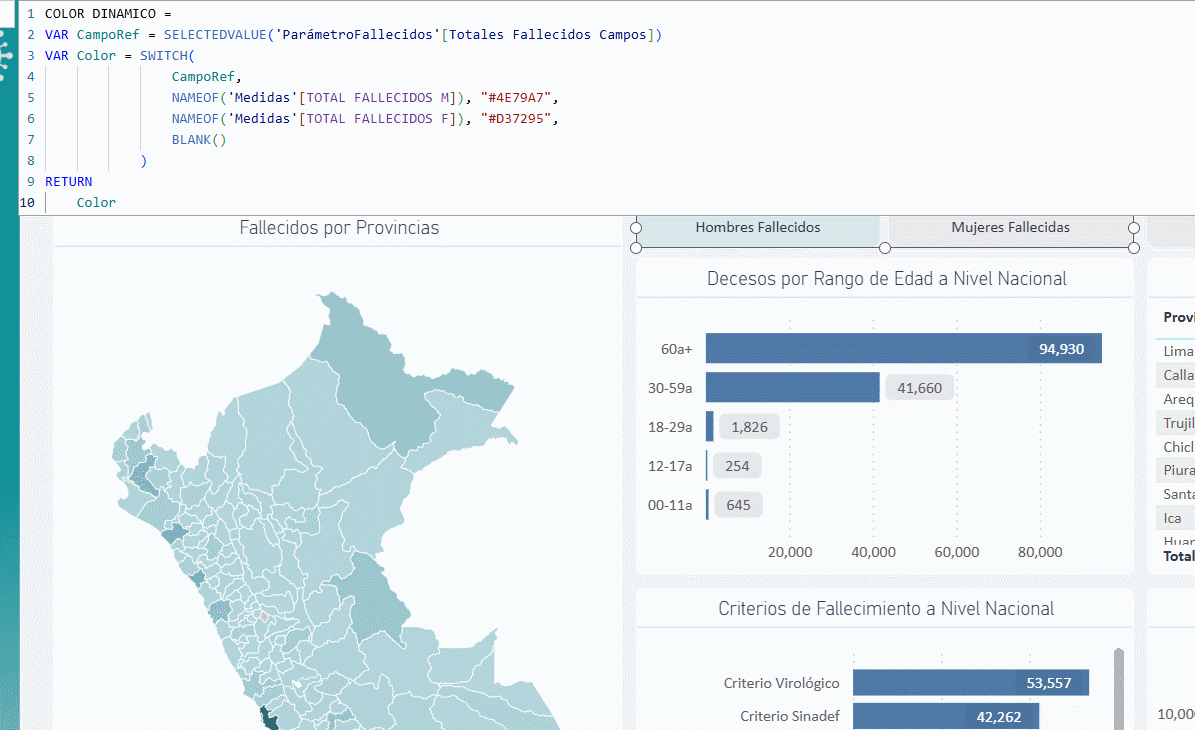 1 COLOR DINAMICO =
2 VAR CampoRef = SELECTEDVALUE('ParámetroFallecidos'[Totales Fallecidos Campos])
3 VAR Color = SWITCH(
4 CampoRef,
5 NAMEOF('Medidas'[TOTAL FALLECIDOS M]), "#4E79A7",
6 NAMEOF('Medidas'[TOTAL FALLECIDOS F]), "#D37295",
7 BLANK()
8 )
9 RETURN
10 Color
Fallecidos por Provincias
Hombres Fallecidos
Mujeres Fallecidas
Decesos por Rango de Edad a Nivel Nacional
60a+ 94,930
30-59a 41,660
18-29a 1,826
12-17a 254
00-11a 645
20,000 40,000 60,000 80,000
Criterios de Fallecimiento a Nivel Nacional
Criterio Virológico 53,557
Criterio Sinadef 42,262
Provi
Lima
Calla
Areq
Trujil
Chicl
Piura
Santa
Ica
Total